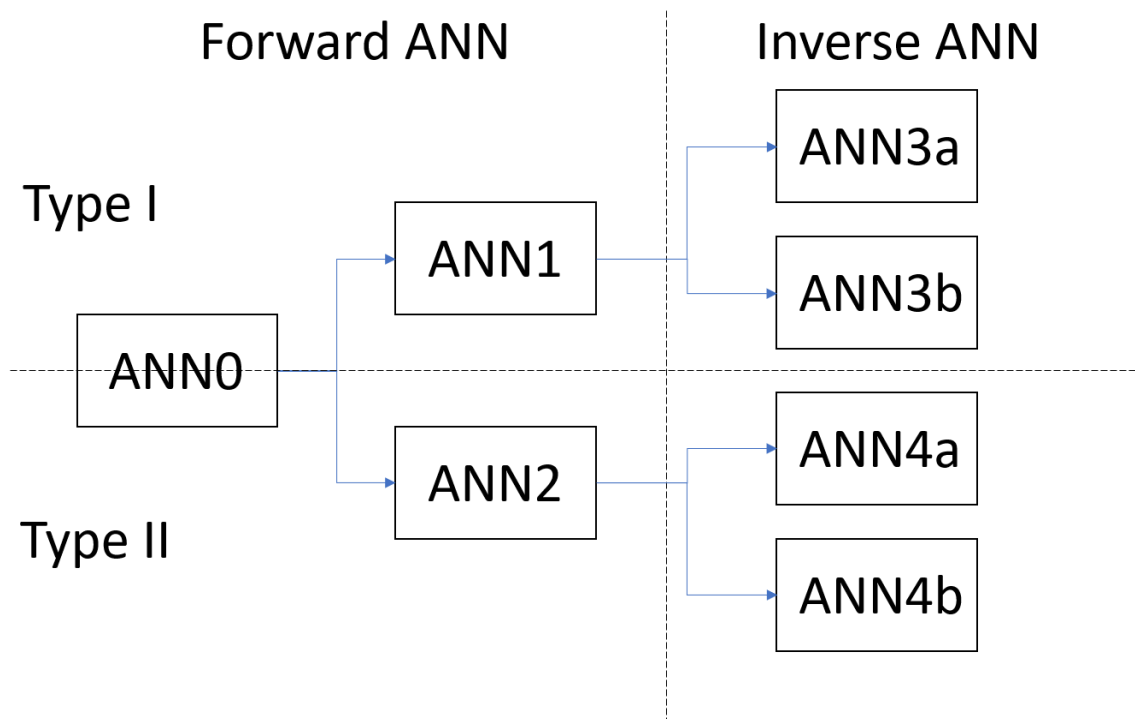 Forward ANN
Inverse ANN
Type I
ANN0
ANN1
ANN3a
ANN3b
Type II
ANN2
ANN4a
ANN4b